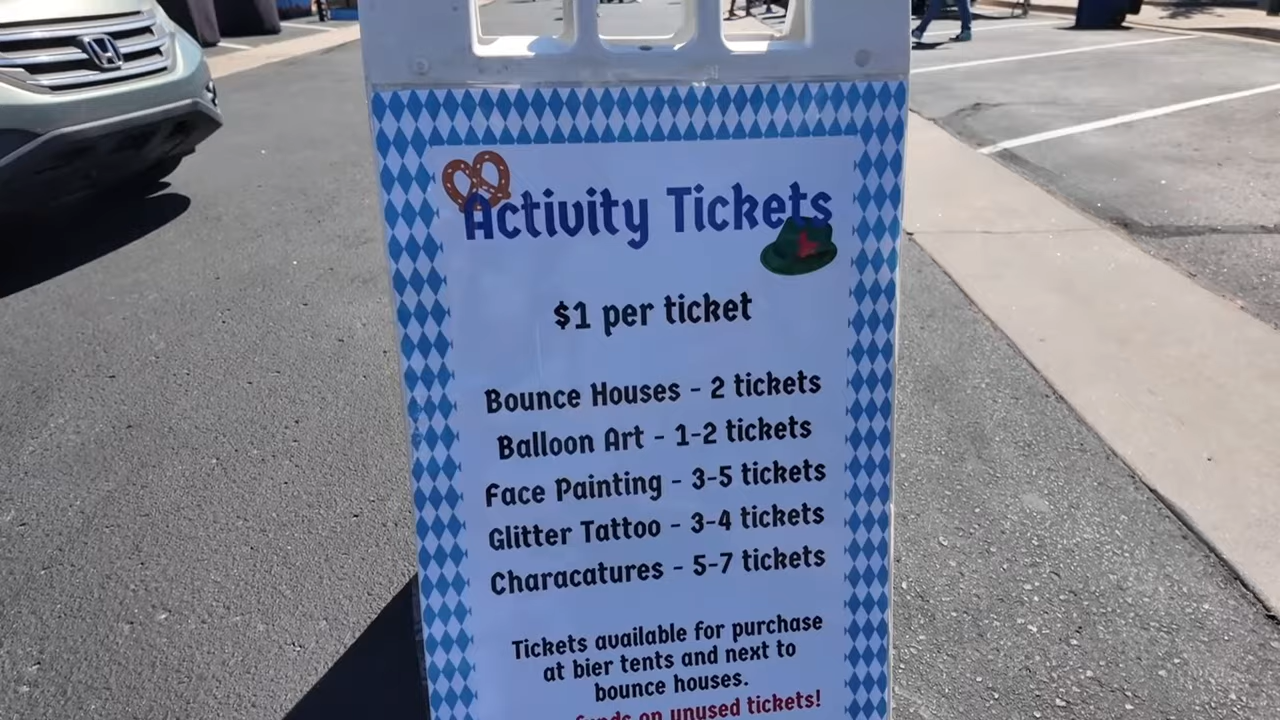 Activity Tickets
$1 per ticket
Bounce Houses - 2 tickets
Balloon Art - 1-2 tickets
Face Painting - 3-5 tickets
Glitter Tattoo - 3-4 tickets
Characatures - 5-7 tickets
Tickets available for purchase
at bier tents and next to
bounce houses.
on unused tickets!